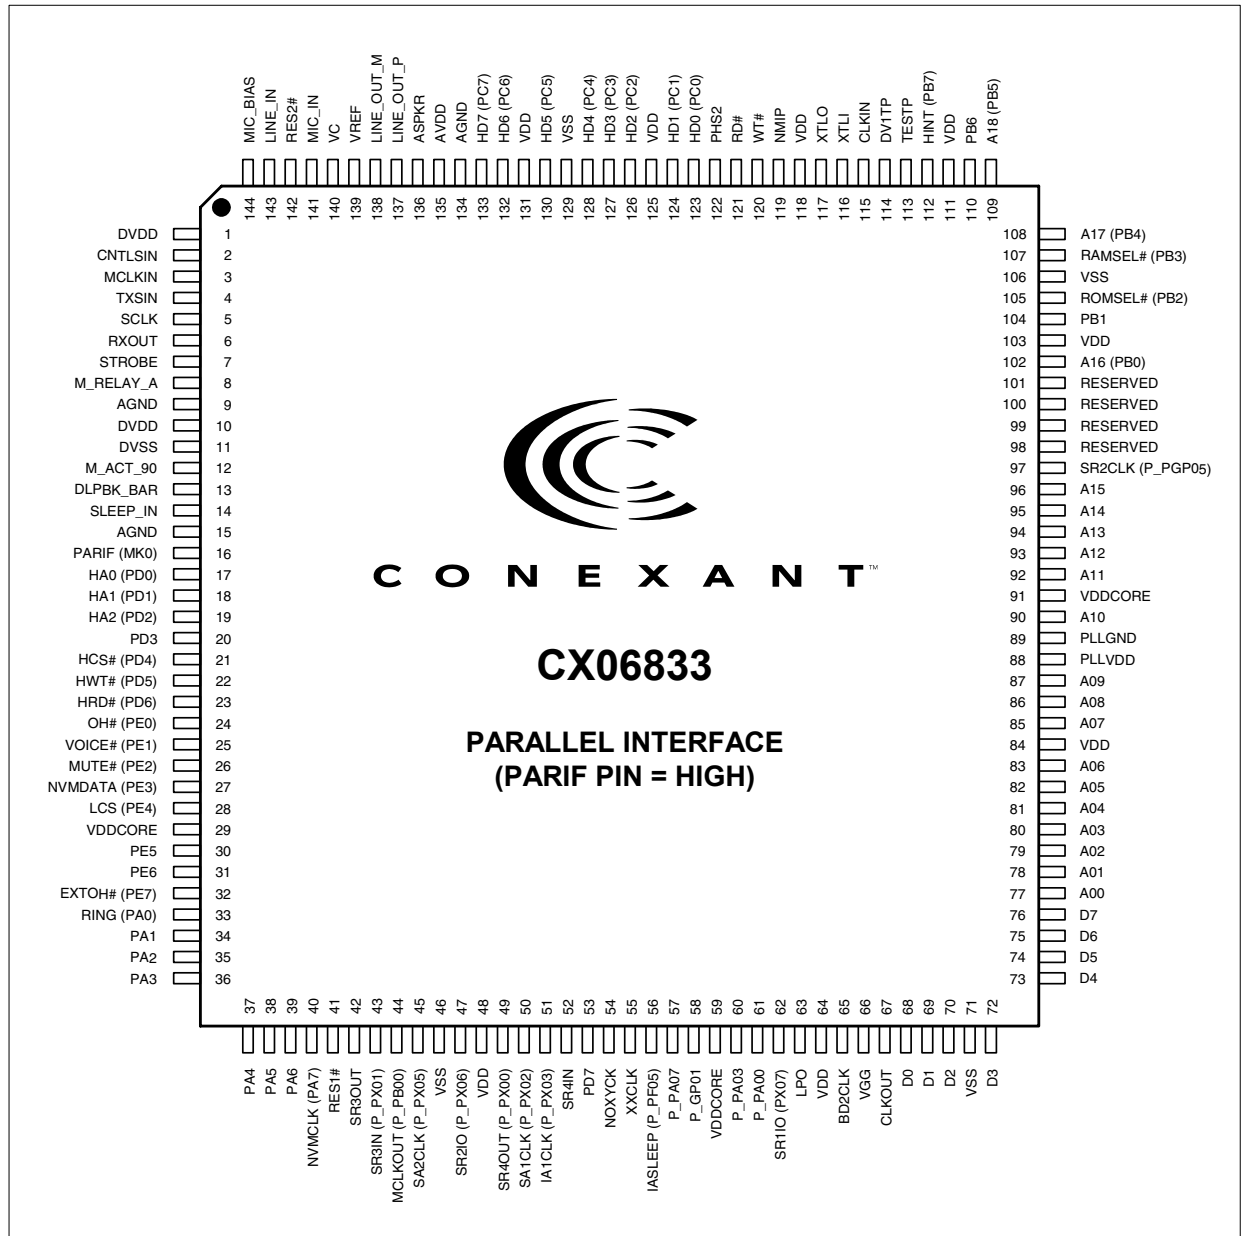 MIC_BIAS
LINE_IN
RES2#
MIC_IN
VC
VREF
LINE_OUT_M
LINE_OUT_P
ASPKR
AVDD
AGND
HD7 (PC7)
HD6 (PC6)
VDD
HD5 (PC5)
VSS
HD4 (PC4)
HD3 (PC3)
HD2 (PC2)
VDD
HD1 (PC1)
HD0 (PC0)
PHS2
RD#
WT#
NMIP
VDD
XTLO
XTLI
CLKIN
DV1TP
TESTP
HINT (PB7)
VDD
PB6
A18 (PB5)
144
143
142
141
140
139
138
137
136
135
134
133
132
131
130
129
128
127
126
125
124
123
122
121
120
119
118
117
116
115
114
113
112
111
110
109
DVDD 1
CNTLSIN 2
MCLKIN 3
TXSIN 4
SCLK 5
RXOUT 6
STROBE 7
M_RELAY_A 8
AGND 9
DVDD 10
DVSS 11
M_ACT_90 12
DLPBK_BAR 13
SLEEP_IN 14
AGND 15
PARIF (MK0) 16
HA0 (PD0) 17
HA1 (PD1) 18
HA2 (PD2) 19
PD3 20
HCS# (PD4) 21
HWT# (PD5) 22
HRD# (PD6) 23
OH# (PE0) 24
VOICE# (PE1) 25
MUTE# (PE2) 26
NVMDATA (PE3) 27
LCS (PE4) 28
VDDCORE 29
PE5 30
PE6 31
EXTOH# (PE7) 32
RING (PA0) 33
PA1 34
PA2 35
PA3 36
CONEXANT™
CX06833
PARALLEL INTERFACE
(PARIF PIN = HIGH)
108 A17 (PB4)
107 RAMSEL# (PB3)
106 VSS
105 ROMSEL# (PB2)
104 PB1
103 VDD
102 A16 (PB0)
101 RESERVED
100 RESERVED
99 RESERVED
98 RESERVED
97 SR2CLK (P_PGP05)
96 A15
95 A14
94 A13
93 A12
92 A11
91 VDDCORE
90 A10
89 PLLGND
88 PLLVDD
87 A09
86 A08
85 A07
84 VDD
83 A06
82 A05
81 A04
80 A03
79 A02
78 A01
77 A00
76 D7
75 D6
74 D5
73 D4
37
38
39
40
41
42
43
44
45
46
47
48
49
50
51
52
53
54
55
56
57
58
59
60
61
62
63
64
65
66
67
68
69
70
71
72
PA4
PA5
PA6
NVMCLK (PA7)
RES1#
SR3OUT
SR3IN (P_PX01)
MCLKOUT (P_PB00)
SA2CLK (P_PX05)
VSS
SR2IO (P_PX06)
VDD
SR4OUT (P_PX00)
SA1CLK (P_PX02)
IA1CLK (P_PX03)
SR4IN
PD7
NOXYCK
XXCLK
IASLEEP (P_PF05)
P_PA07
P_GP01
VDDCORE
P_PA03
P_PA00
SR1IO (PX07)
LPO
VDD
BD2CLK
VGG
CLKOUT
D0
D1
D2
VSS
D3